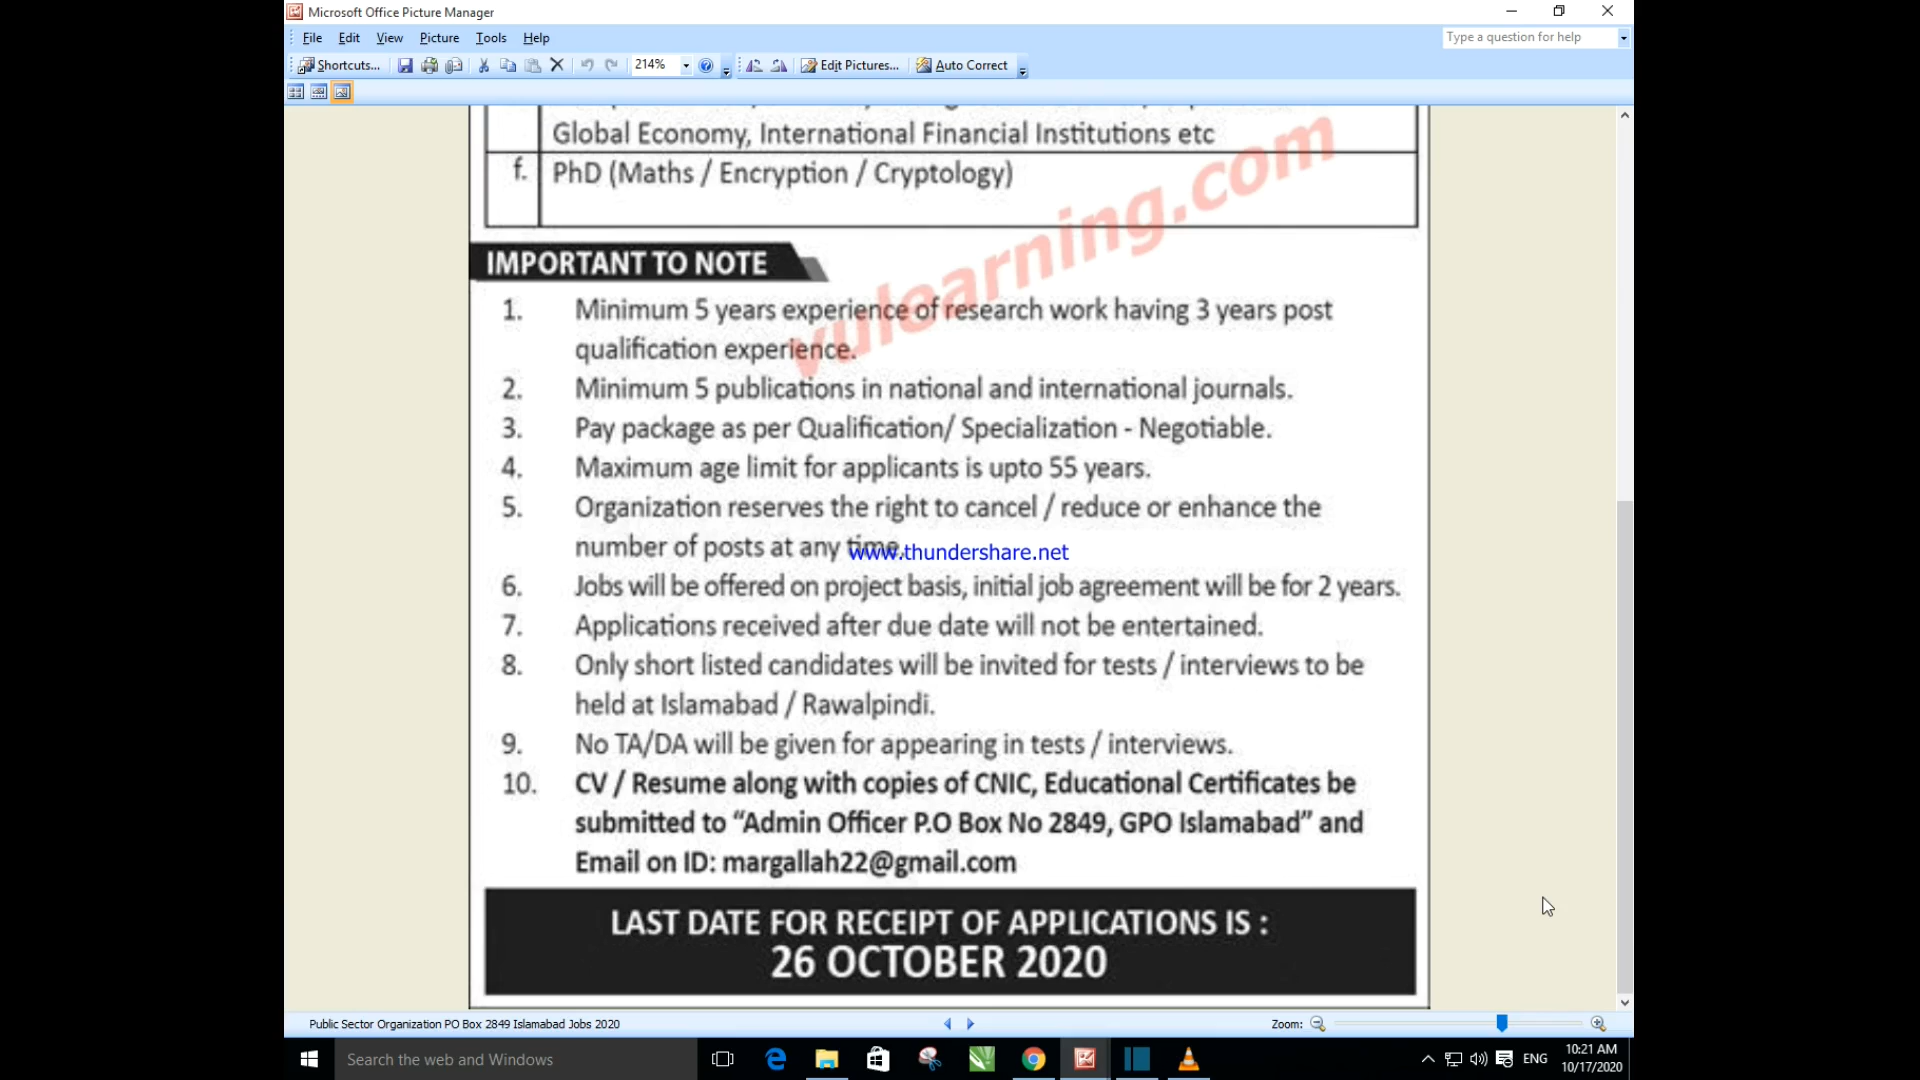 Microsoft Office Picture Manager
File Edit View Picture Tools Help
Type a question for help
Shortcuts... 214% Edit Pictures... Auto Correct
Global Economy, International Financial Institutions etc
f. PhD (Maths / Encryption / Cryptology)
vulearning.com
IMPORTANT TO NOTE
1. Minimum 5 years experience of research work having 3 years post
qualification experience.
2. Minimum 5 publications in national and international journals.
3. Pay package as per Qualification/ Specialization - Negotiable.
4. Maximum age limit for applicants is upto 55 years.
5. Organization reserves the right to cancel / reduce or enhance the
number of posts at any time.
www.thundershare.net
6. Jobs will be offered on project basis, initial job agreement will be for 2 years.
7. Applications received after due date will not be entertained.
8. Only short listed candidates will be invited for tests / interviews to be
held at Islamabad / Rawalpindi.
9. No TA/DA will be given for appearing in tests / interviews.
10. CV / Resume along with copies of CNIC, Educational Certificates be
submitted to “Admin Officer P.O Box No 2849, GPO Islamabad” and
Email on ID: margallah22@gmail.com
LAST DATE FOR RECEIPT OF APPLICATIONS IS :
26 OCTOBER 2020
Public Sector Organization PO Box 2849 Islamabad Jobs 2020
Zoom:
Search the web and Windows
ENG
10:21 AM
10/17/2020